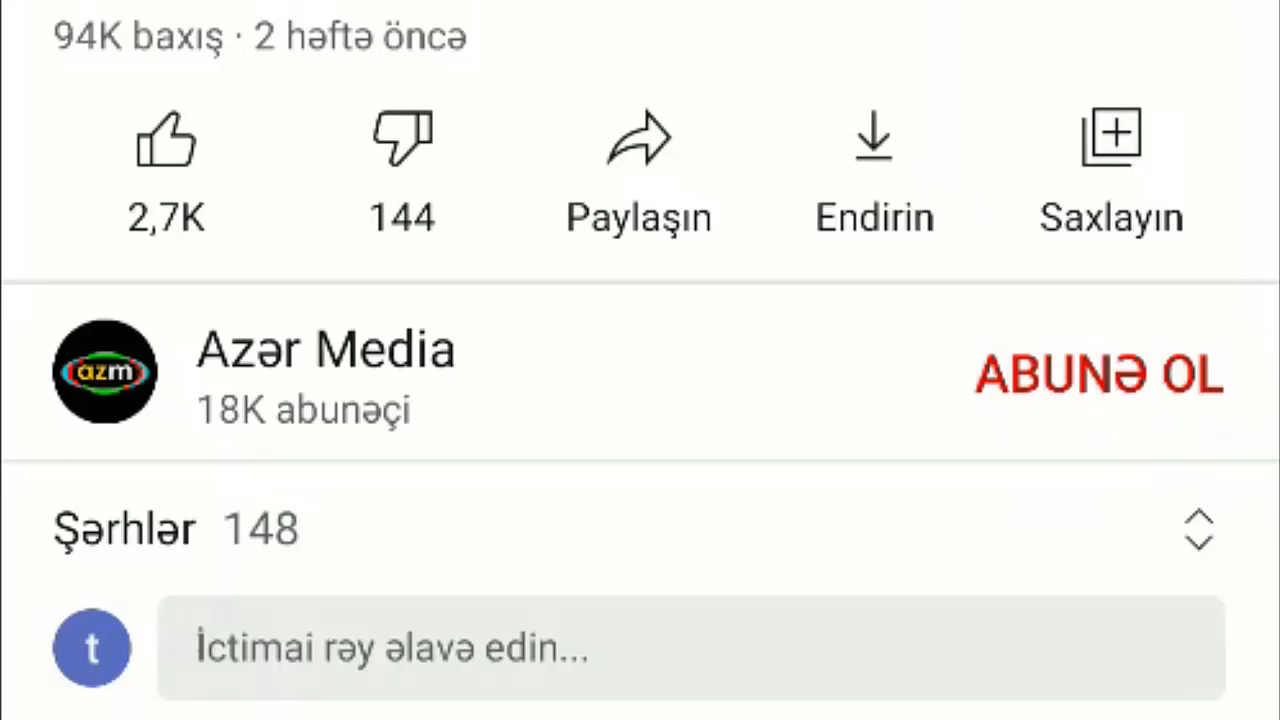 94K baxış · 2 həftə öncə
2,7K 144 Paylaşın Endirin Saxlayın
azm
Azər Media
18K abunəçi
ABUNƏ OL
Şərhlər 148
t
İctimai rəy əlavə edin...